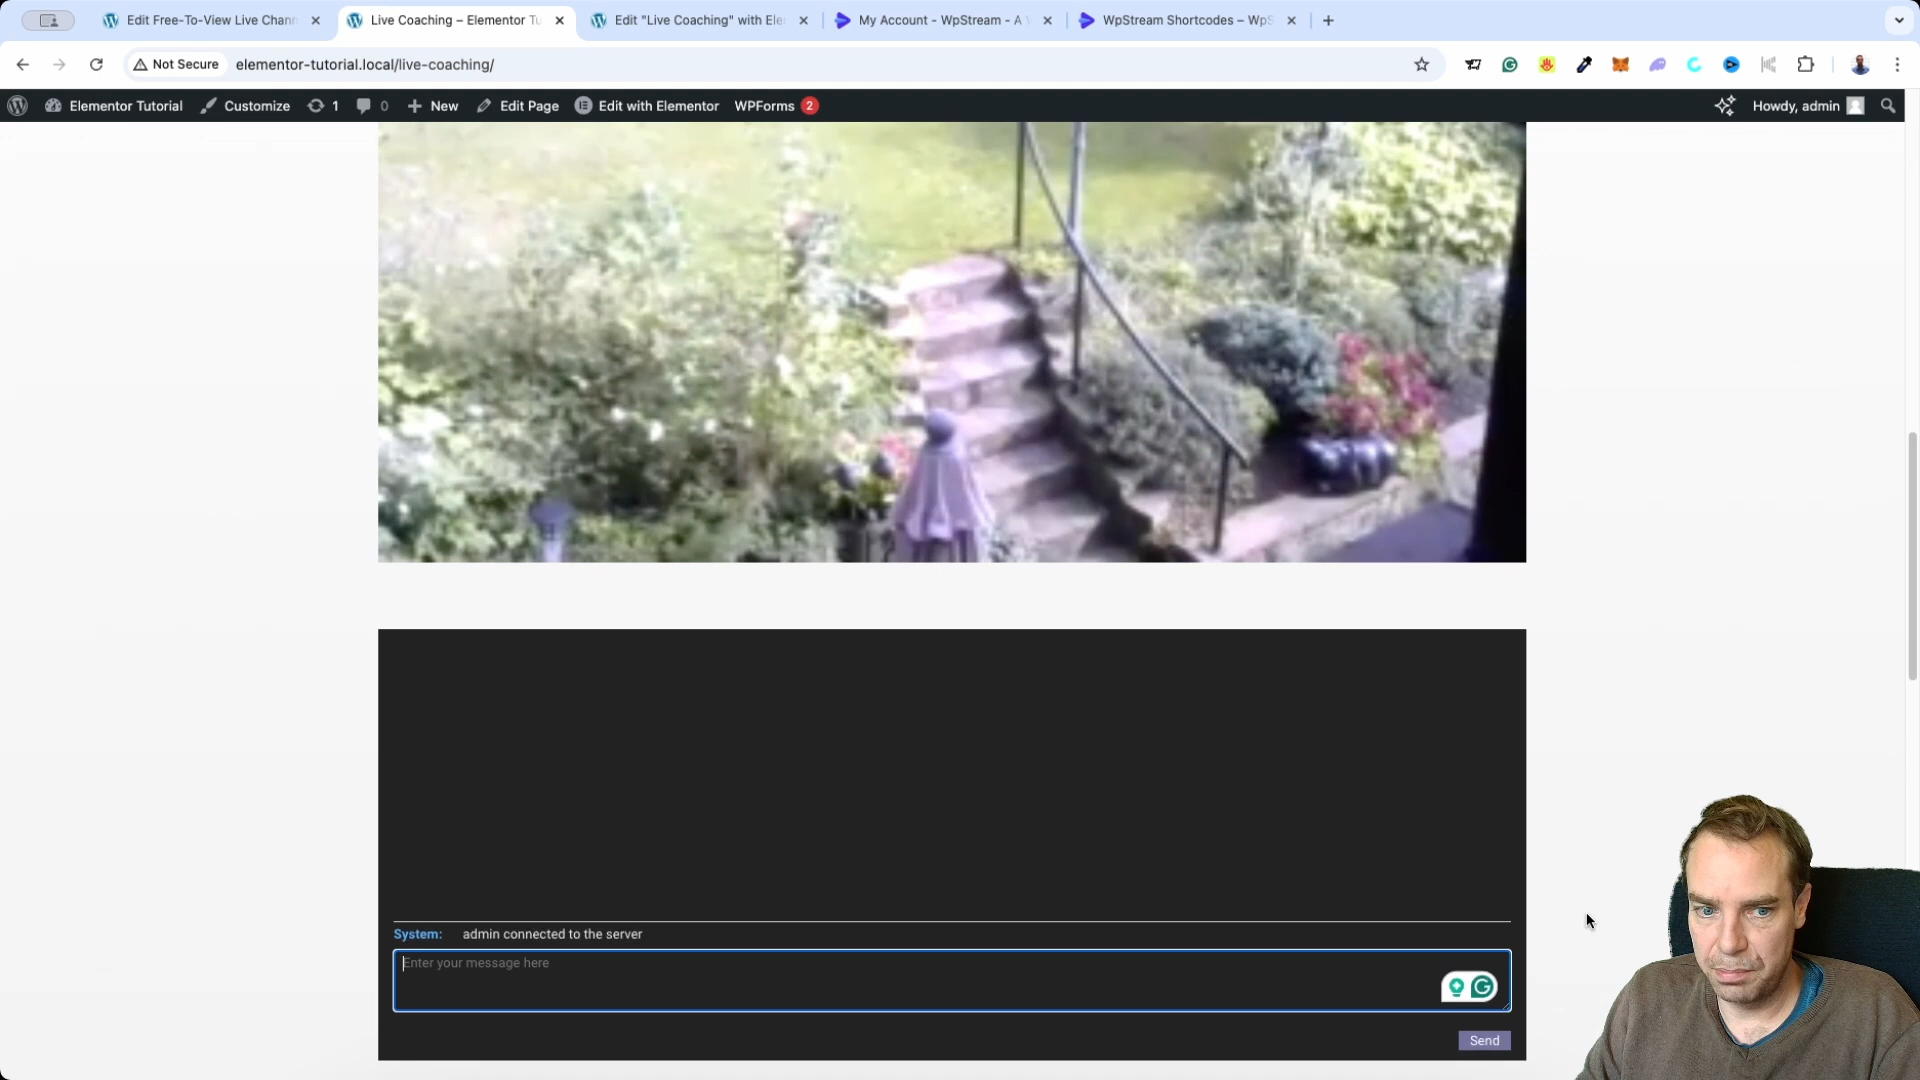 Edit Free-To-View Live Chann
Live Coaching – Elementor Tu
Edit "Live Coaching" with Ele
My Account - WpStream - A
WpStream Shortcodes – WpS
Not Secure
elementor-tutorial.local/live-coaching/
Elementor Tutorial
Customize
1
0
New
Edit Page
Edit with Elementor
WPForms
2
Howdy, admin
System: admin connected to the server
Enter your message here
Send